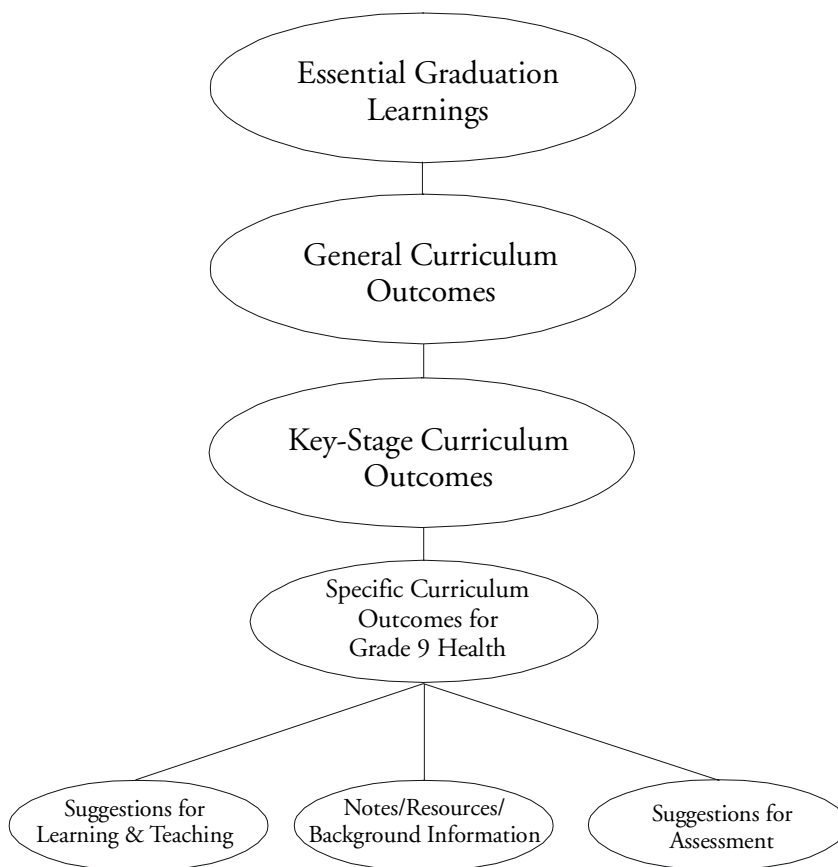 Essential Graduation
Learnings
General Curriculum
Outcomes
Key-Stage Curriculum
Outcomes
Specific Curriculum
Outcomes for
Grade 9 Health
Suggestions for
Learning & Teaching
Notes/Resources/
Background Information
Suggestions for
Assessment